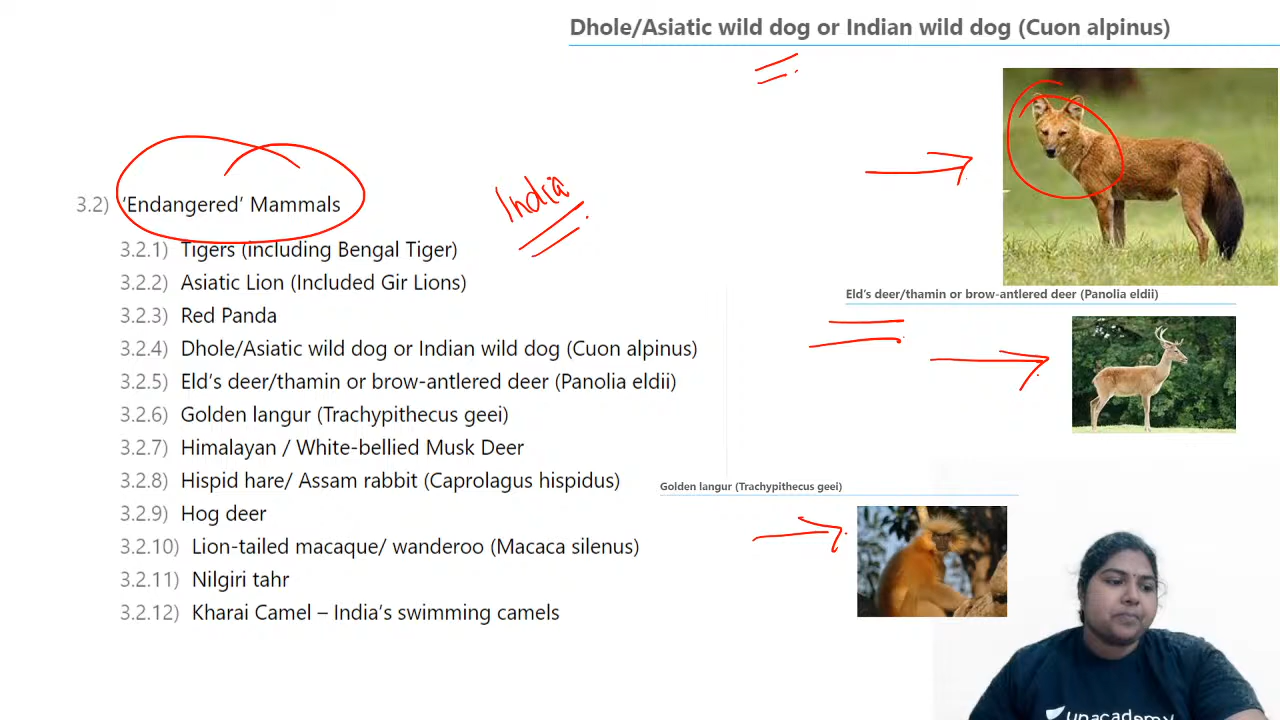 Dhole/Asiatic wild dog or Indian wild dog (Cuon alpinus)
3.2) ‘Endangered’ Mammals
India
3.2.1) Tigers (including Bengal Tiger)
3.2.2) Asiatic Lion (Included Gir Lions)
3.2.3) Red Panda
3.2.4) Dhole/Asiatic wild dog or Indian wild dog (Cuon alpinus)
3.2.5) Eld’s deer/thamin or brow-antlered deer (Panolia eldii)
3.2.6) Golden langur (Trachypithecus geei)
3.2.7) Himalayan / White-bellied Musk Deer
3.2.8) Hispid hare/ Assam rabbit (Caprolagus hispidus)
3.2.9) Hog deer
3.2.10) Lion-tailed macaque/ wanderoo (Macaca silenus)
3.2.11) Nilgiri tahr
3.2.12) Kharai Camel – India’s swimming camels
Eld’s deer/thamin or brow-antlered deer (Panolia eldii)
Golden langur (Trachypithecus geei)
unacademy